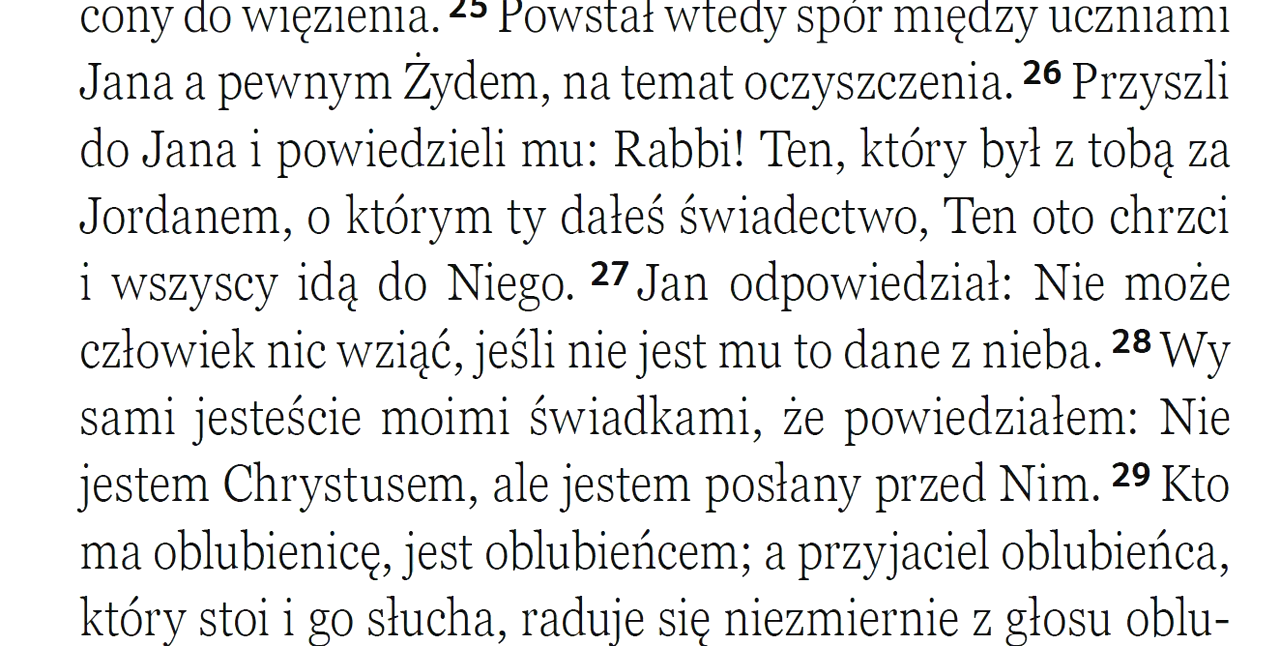 cony do więzienia. 25 Powstał wtedy spór między uczniami
Jana a pewnym Żydem, na temat oczyszczenia. 26 Przyszli
do Jana i powiedzieli mu: Rabbi! Ten, który był z tobą za
Jordanem, o którym ty dałeś świadectwo, Ten oto chrzci
i wszyscy idą do Niego. 27 Jan odpowiedział: Nie może
człowiek nic wziąć, jeśli nie jest mu to dane z nieba. 28 Wy
sami jesteście moimi świadkami, że powiedziałem: Nie
jestem Chrystusem, ale jestem posłany przed Nim. 29 Kto
ma oblubienicę, jest oblubieńcem; a przyjaciel oblubieńca,
który stoi i go słucha, raduje się niezmiernie z głosu oblu-